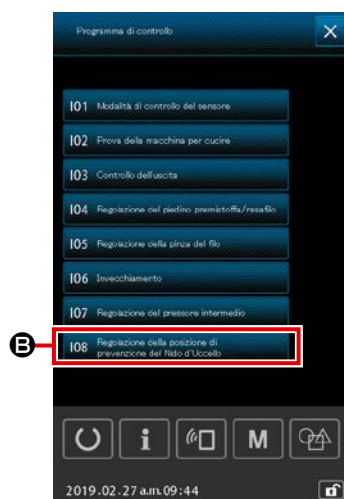 Programma di controllo
I01 Modalità di controllo del sensore
I02 Prova della macchina per cucire
I03 Controllo dell'uscita
I04 Regolazione del piedino premistoffa/rasafilo
I05 Regolazione della pinza del filo
I06 Invecchiamento
I07 Regolazione del pressore intermedio
B
I08 Regolazione della posizione di
prevenzione del Nido d'Uccello
i M
2019.02.27 a.m.09:44